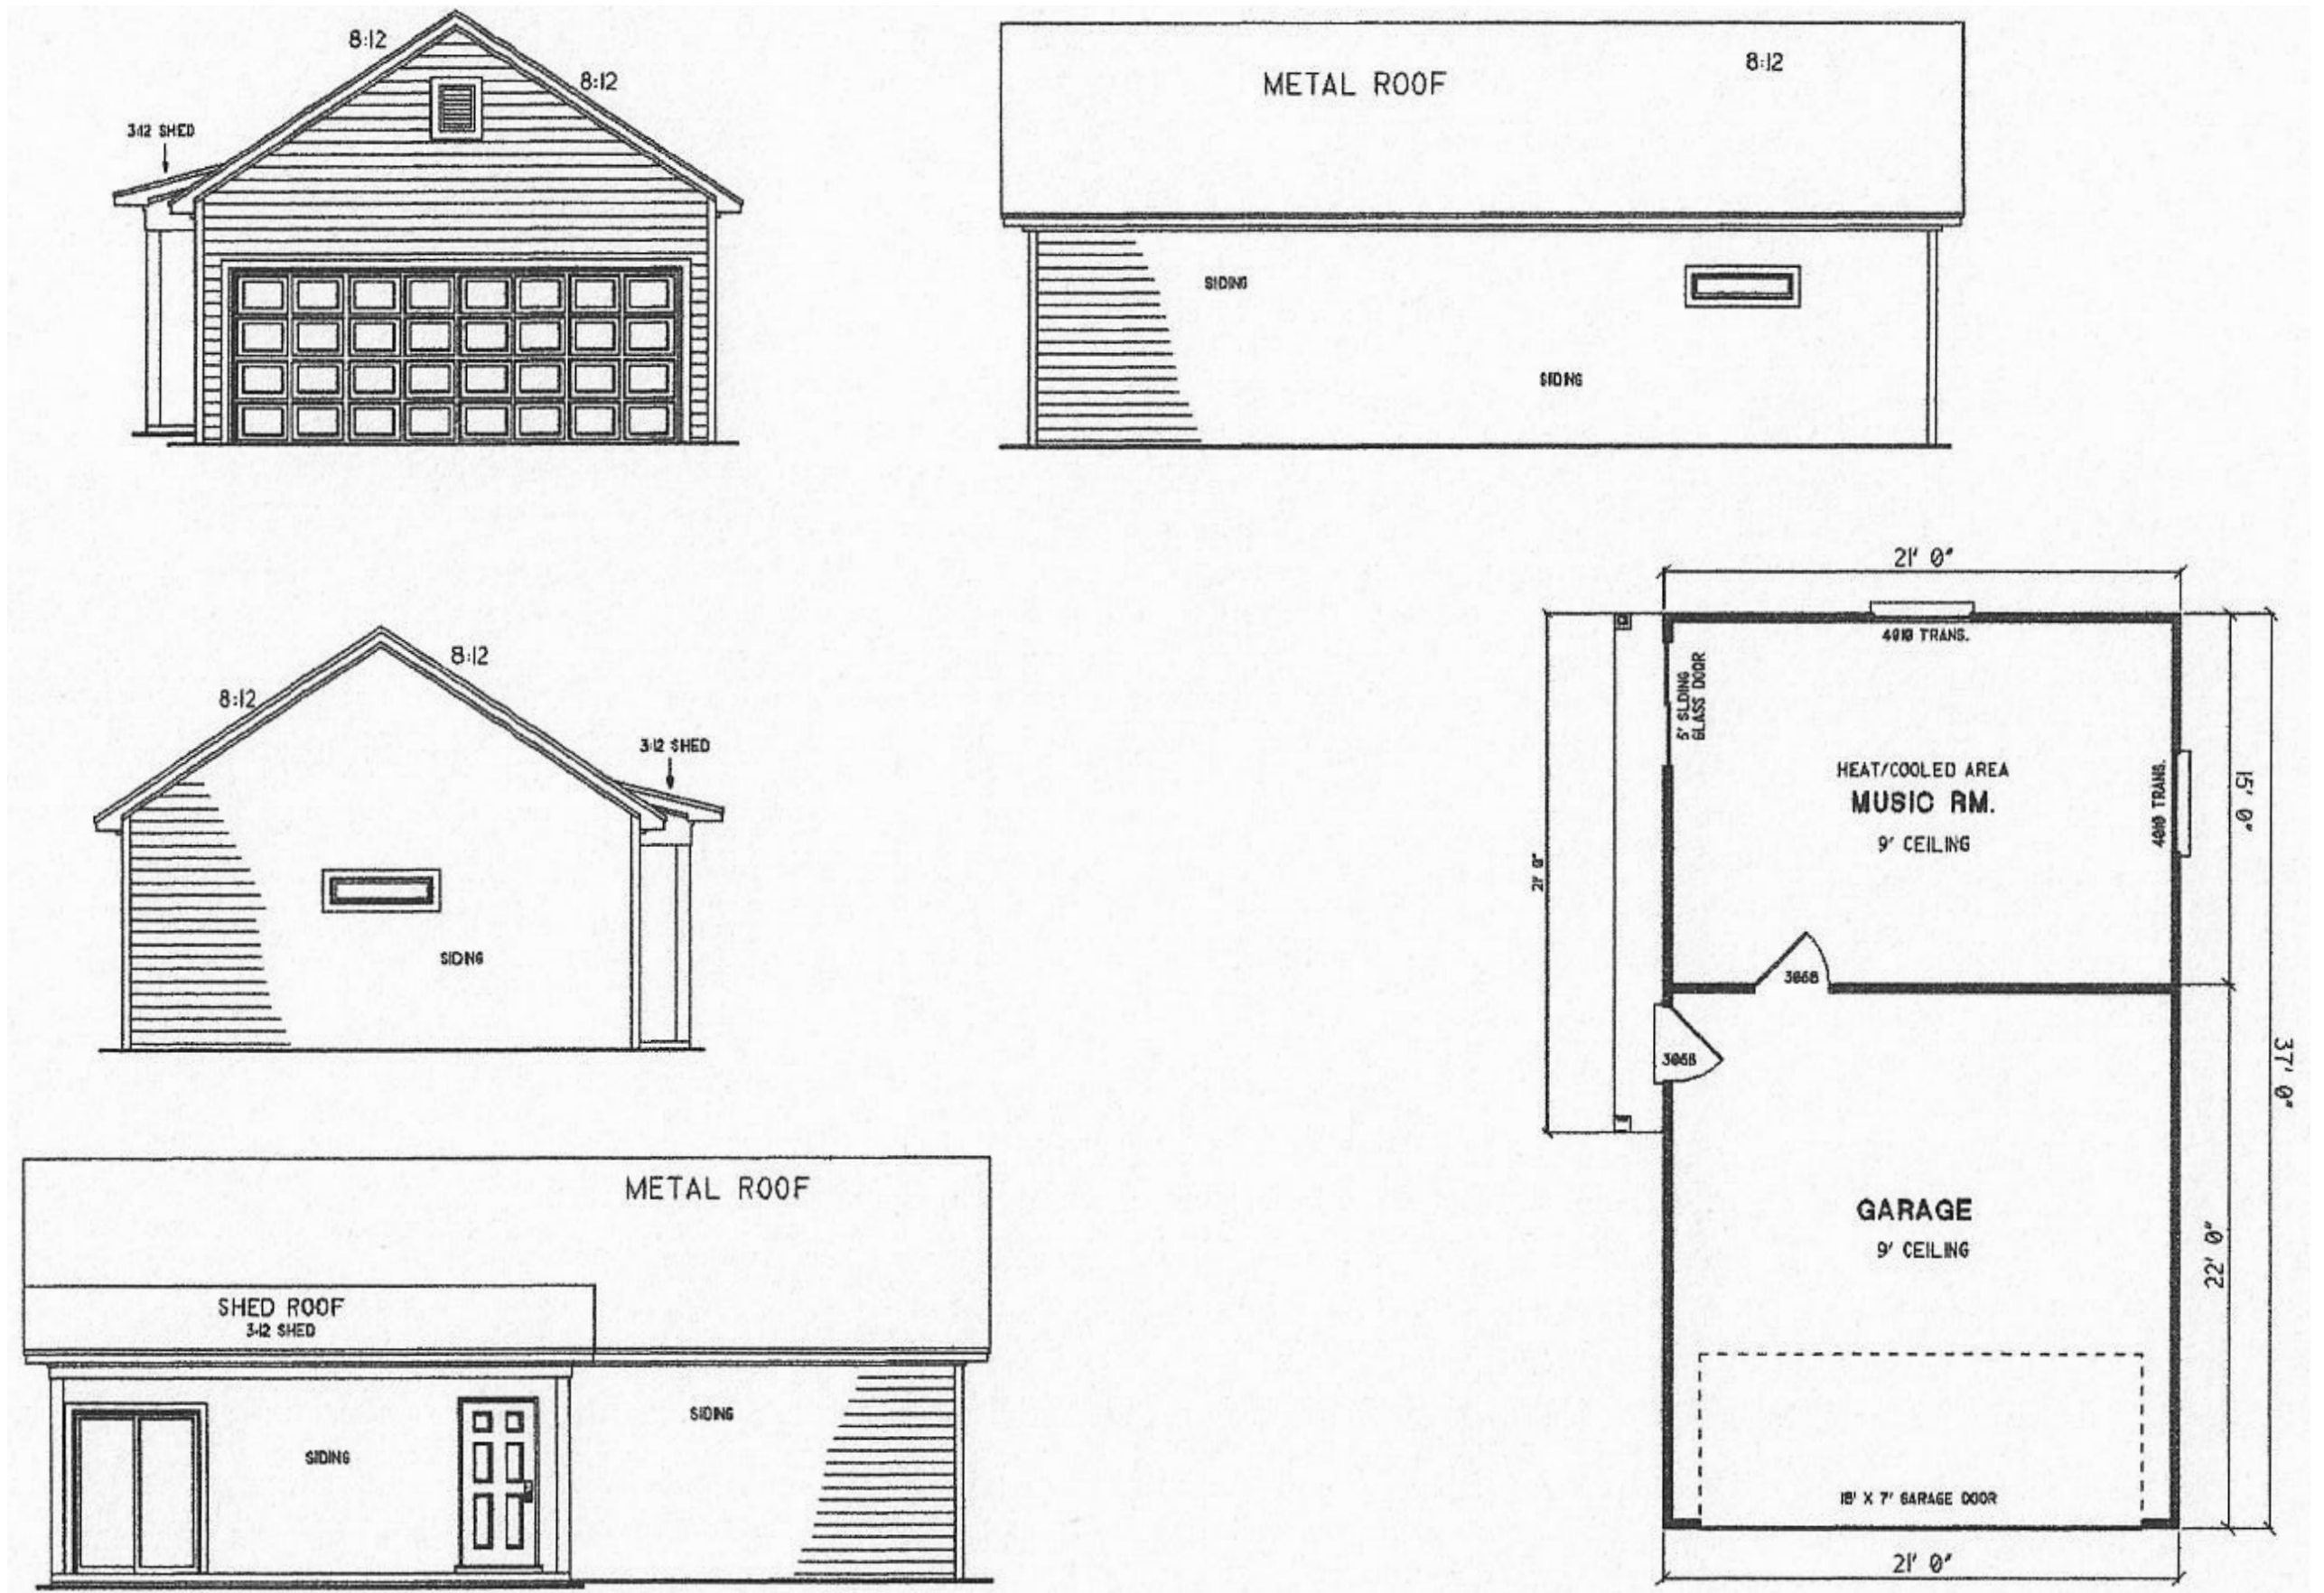 8:12
8:12
3:12 SHED
METAL ROOF
8:12
SIDING
SIDING
8:12
8:12
3:12 SHED
SIDING
METAL ROOF
SHED ROOF
3:12 SHED
SIDING
SIDING
21' 0"
4010 TRANS.
5' SLIDING
GLASS DOOR
HEAT/COOLED AREA
MUSIC RM.
9' CEILING
4010 TRANS.
15' 0"
21' 0"
3068
3068
37' 0"
GARAGE
9' CEILING
22' 0"
18' X 7' GARAGE DOOR
21' 0"